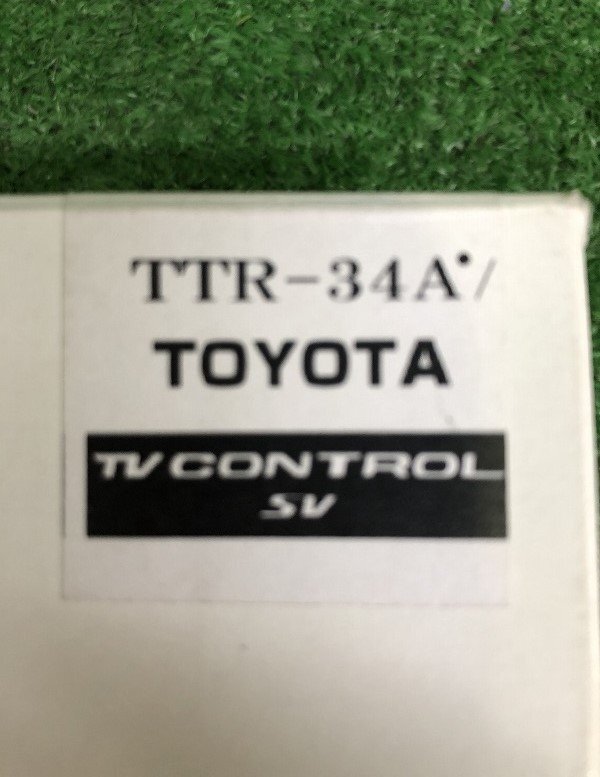 TTR-34A•/
TOYOTA
TV CONTROL
SV